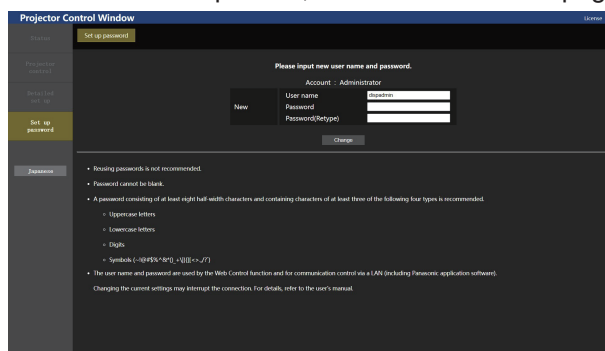 Projector Control Window
License
Status
Set up password
Projector
control
Detailed
set up
Set up
password
Japanese
Please input new user name and password.
Account : Administrator
New
User name
dispadmin
Password
Password(Retype)
Change
• Reusing passwords is not recommended.
• Password cannot be blank.
• A password consisting of at least eight half-width characters and containing characters of at least three of the following four types is recommended.
○ Uppercase letters
○ Lowercase letters
○ Digits
• The user name and password are used by the Web Control function and for communication control via a LAN (including Panasonic application software).
Changing the current settings may interrupt the connection. For details, refer to the user's manual.